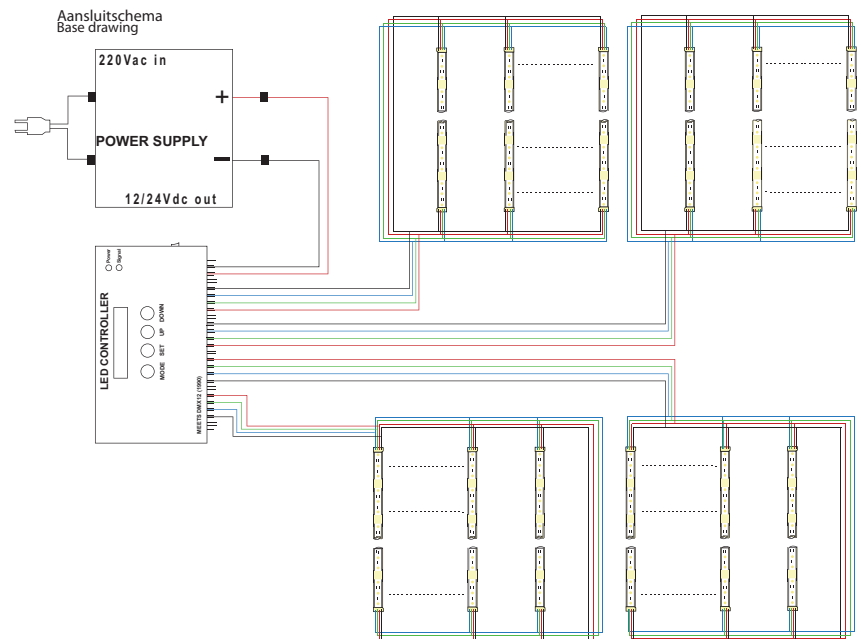 Aansluitschema
Base drawing
220Vac in
+
POWER SUPPLY
−
12/24Vdc out
Power
Signal
LED CONTROLLER
MODE SET UP DOWN
MEETS DMX12 (1990)